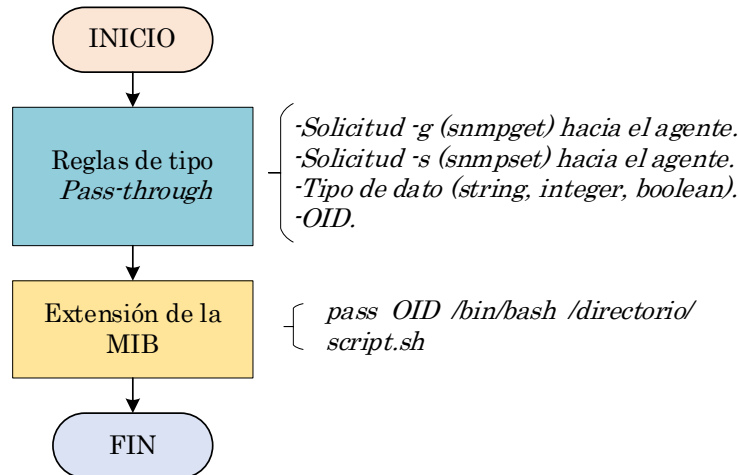 INICIO
Reglas de tipo
Pass-through
-Solicitud -g (snmpget) hacia el agente.
-Solicitud -s (snmpset) hacia el agente.
-Tipo de dato (string, integer, boolean).
-OID.
Extensión de la
MIB
pass OID /bin/bash /directorio/
script.sh
FIN